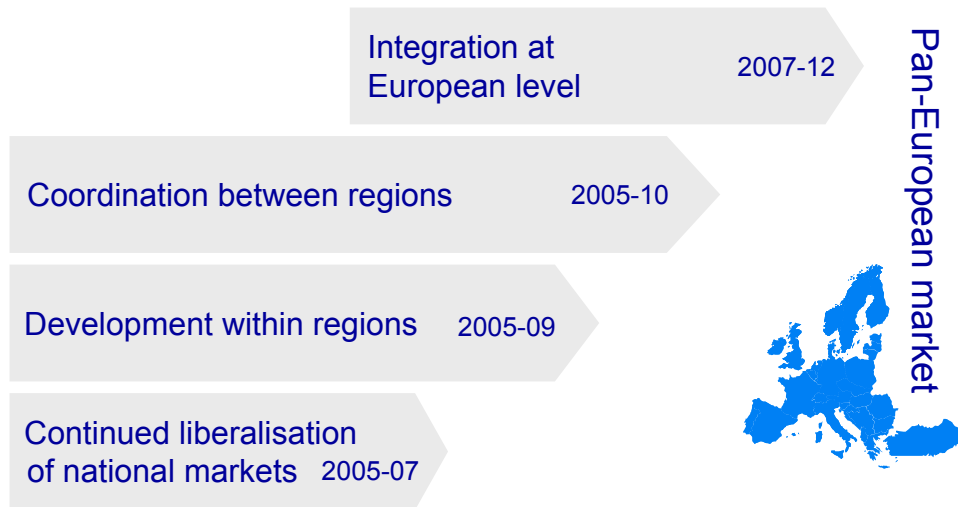 Integration at
European level
2007-12
Coordination between regions
2005-10
Development within regions
2005-09
Continued liberalisation
of national markets 2005-07
Pan-European market